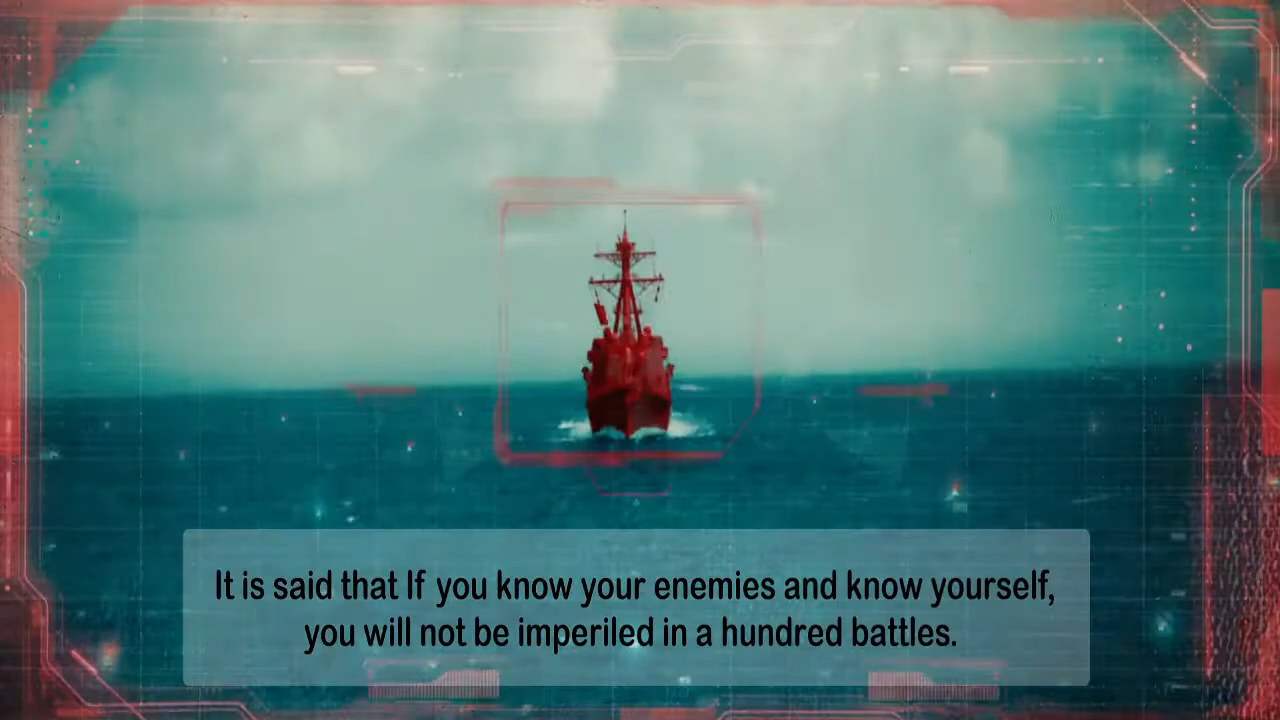 It is said that If you know your enemies and know yourself,
you will not be imperiled in a hundred battles.